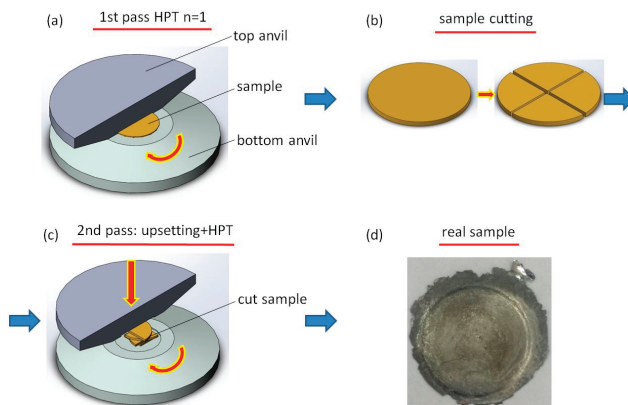 (a)
1st pass HPT n=1
top anvil
sample
bottom anvil
(b)
sample cutting
(c)
2nd pass: upsetting+HPT
cut sample
(d)
real sample